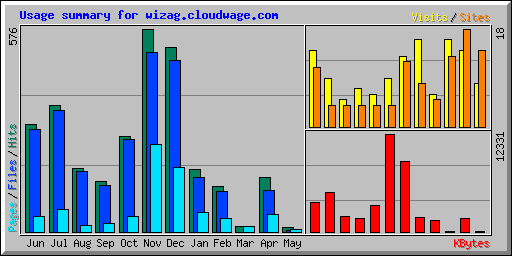 Usage summary for wizag.cloudwage.com
Visits/Sites
576
18
Pages/Files/Hits
12331
Jun Jul Aug Sep Oct Nov Dec Jan Feb Mar Apr May
KBytes